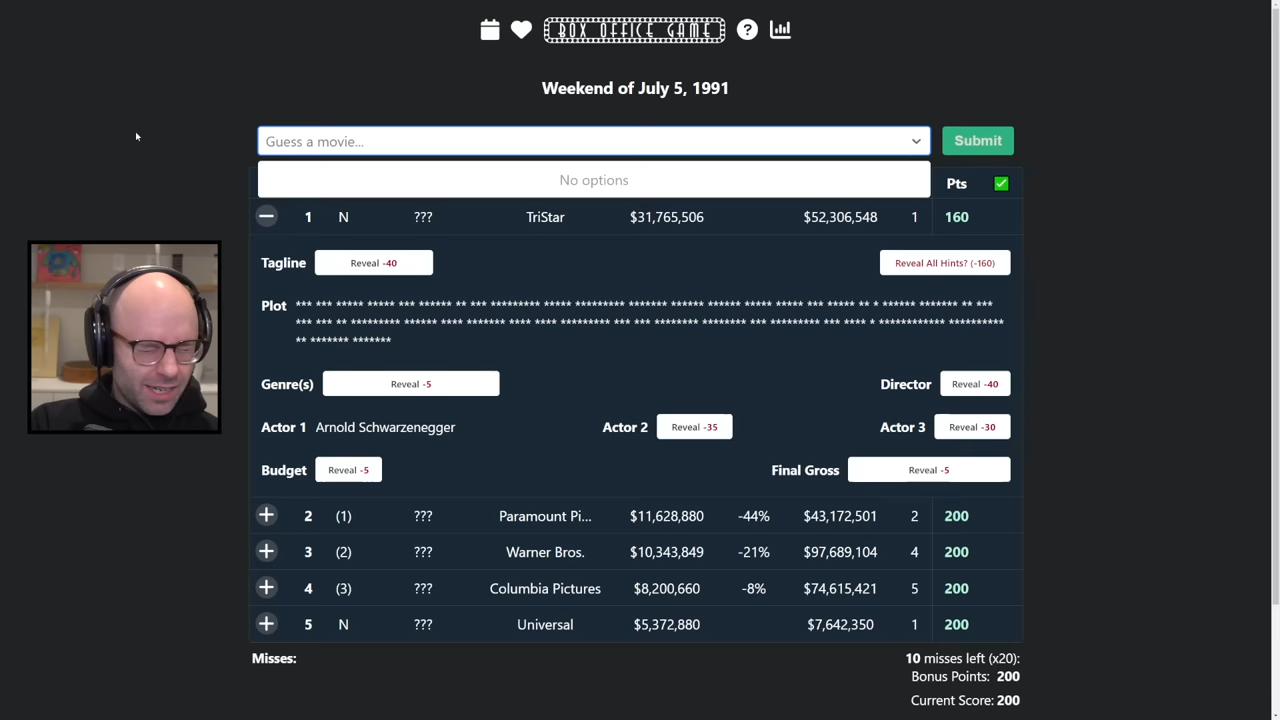 BOX OFFICE GAME ?
Weekend of July 5, 1991
Guess a movie... Submit
No options Pts
1 N ??? TriStar $31,765,506 $52,306,548 1 160
Tagline Reveal -40 Reveal All Hints? (-160)
Plot *** *** ***** ***** *** ****** ** *** ********* ***** ********* ******* ****** ****** ***** ***** *** ***** ** * ****** ******* ** ***
*** *** ** ********* ****** **** ******* **** **** ********* *** *** ******** ******** *** ********* *** **** * ************ **********
** ******* *******
Genre(s) Reveal -5 Director Reveal -40
Actor 1 Arnold Schwarzenegger Actor 2 Reveal -35 Actor 3 Reveal -30
Budget Reveal -5 Final Gross Reveal -5
2 (1) ??? Paramount Pi... $11,628,880 -44% $43,172,501 2 200
3 (2) ??? Warner Bros. $10,343,849 -21% $97,689,104 4 200
4 (3) ??? Columbia Pictures $8,200,660 -8% $74,615,421 5 200
5 N ??? Universal $5,372,880 $7,642,350 1 200
Misses: 10 misses left (x20):
Bonus Points: 200
Current Score: 200